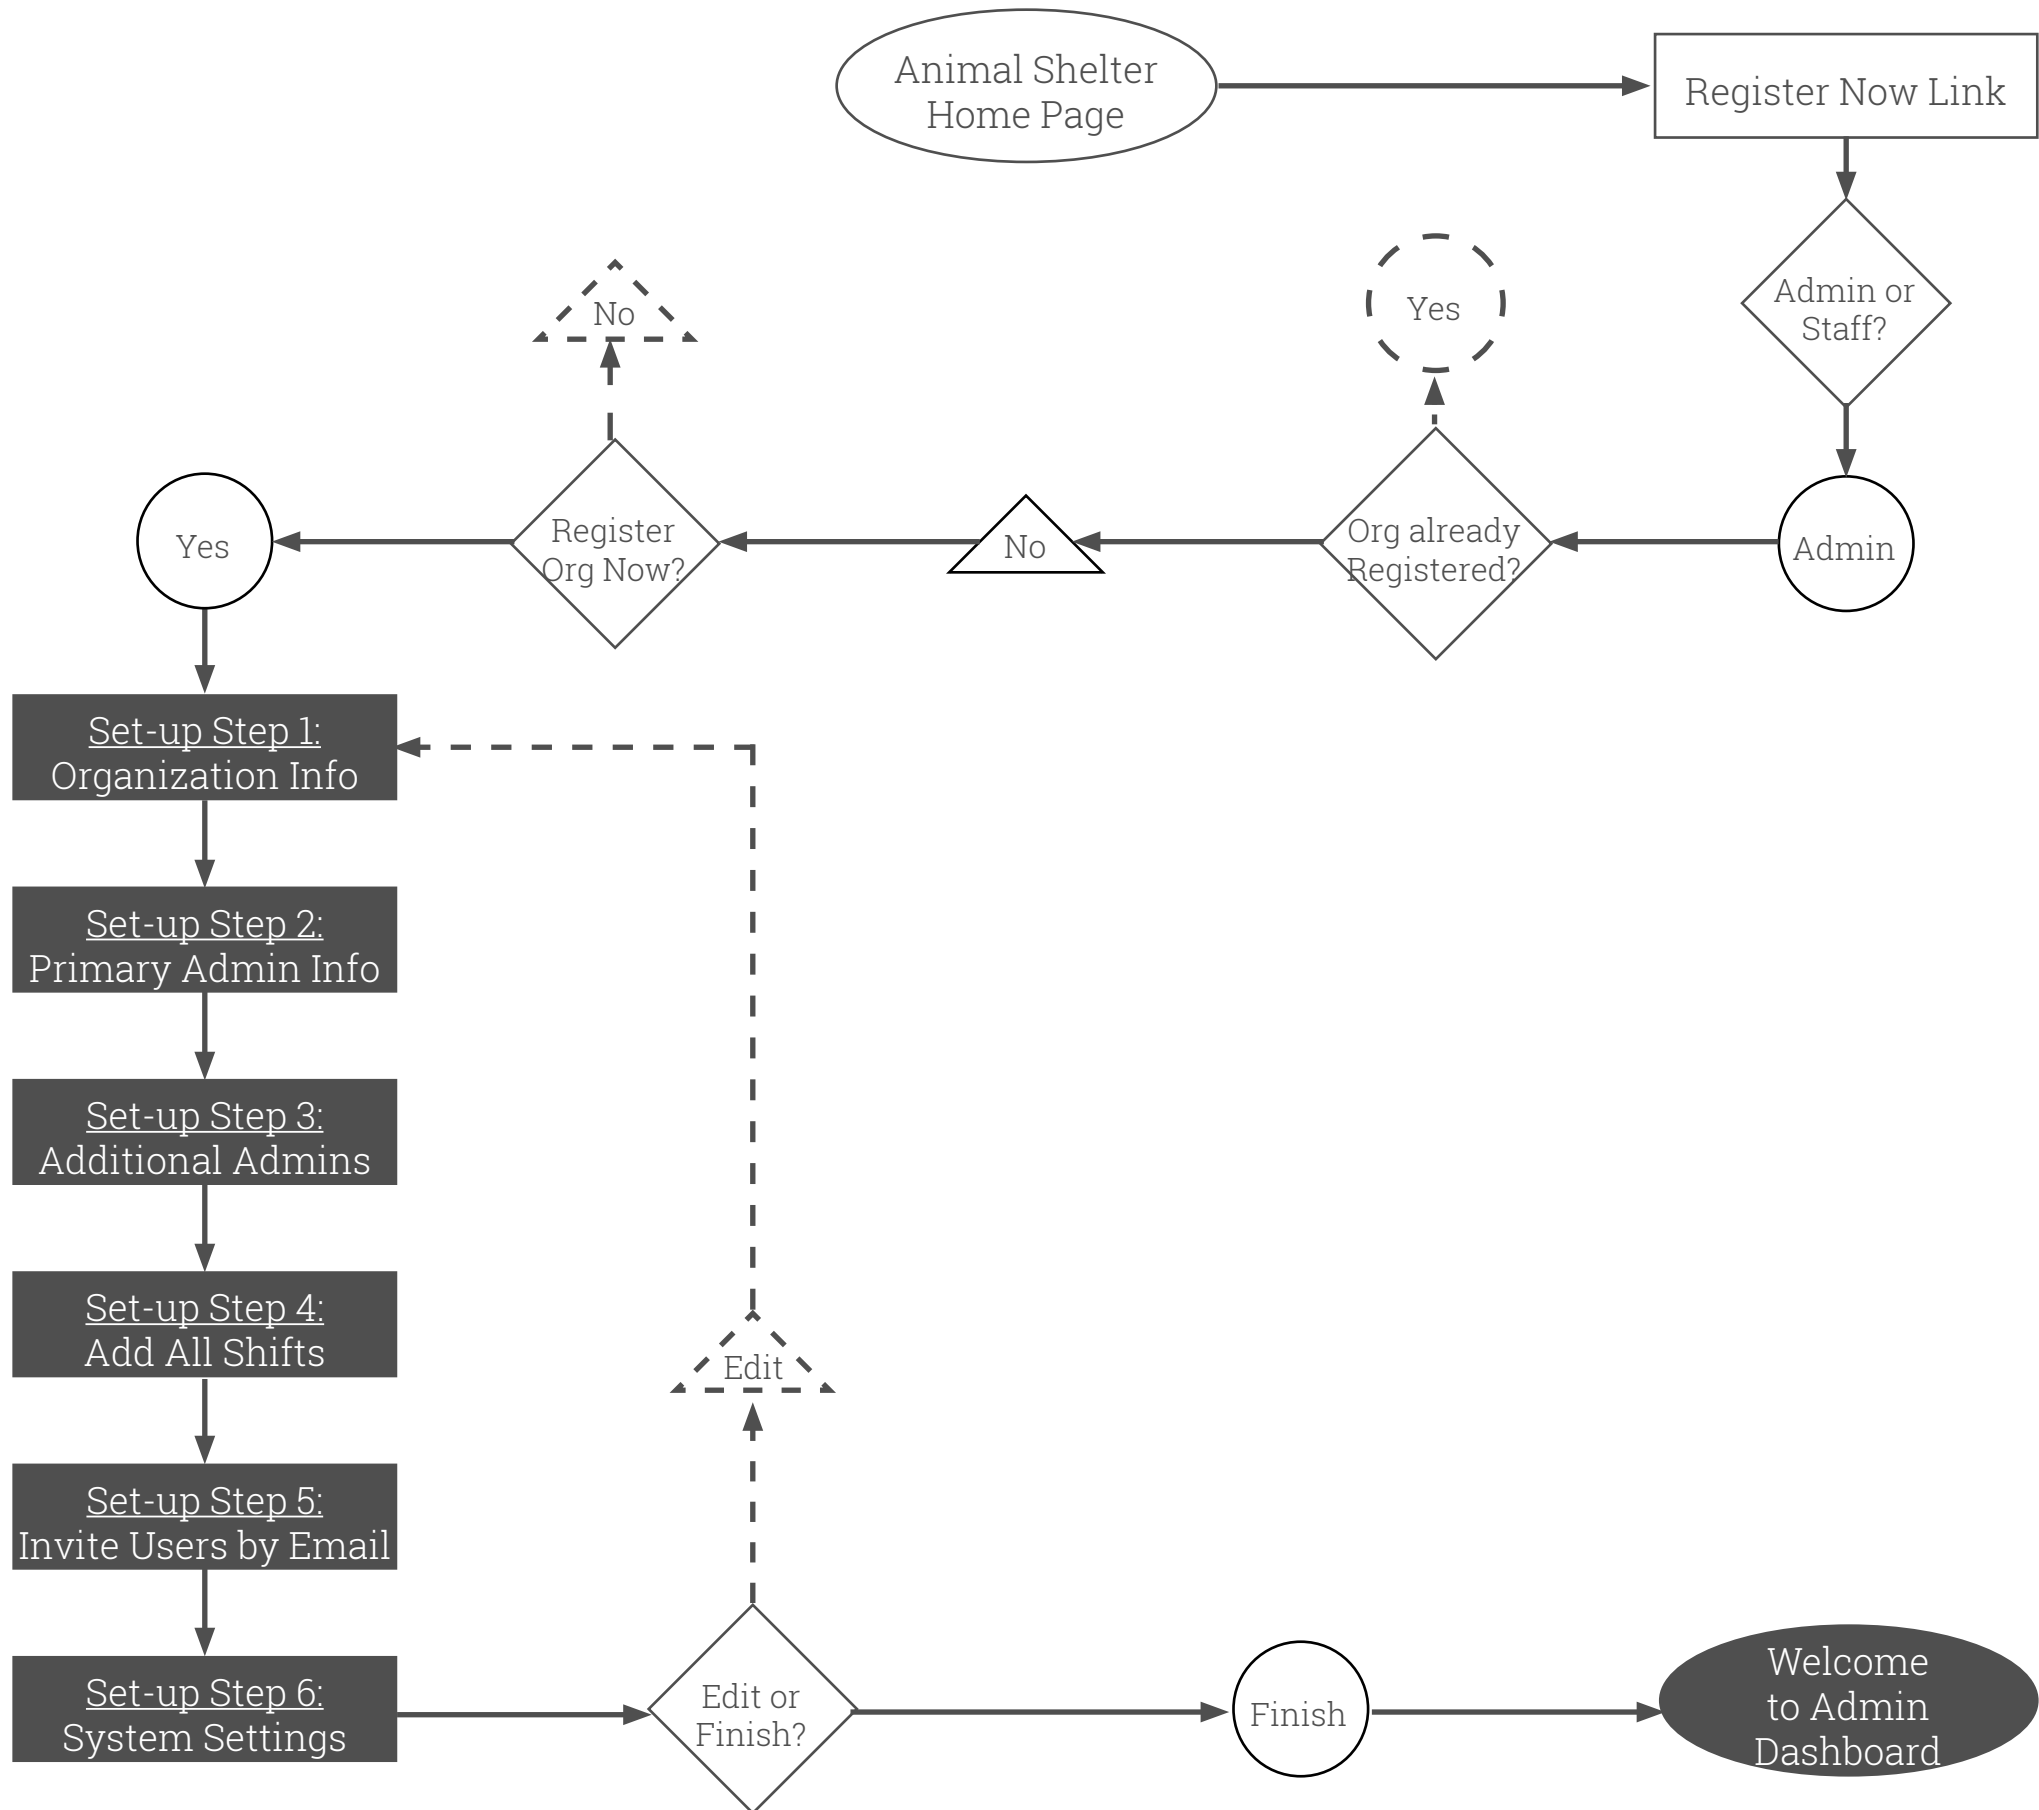 Animal Shelter
Home Page
Register Now Link
Admin or
Staff?
Admin
Org already
Registered?
Yes
No
Register
Org Now?
No
Yes
Set-up Step 1:
Organization Info
Set-up Step 2:
Primary Admin Info
Set-up Step 3:
Additional Admins
Set-up Step 4:
Add All Shifts
Set-up Step 5:
Invite Users by Email
Set-up Step 6:
System Settings
Edit or
Finish?
Edit
Finish
Welcome
to Admin
Dashboard